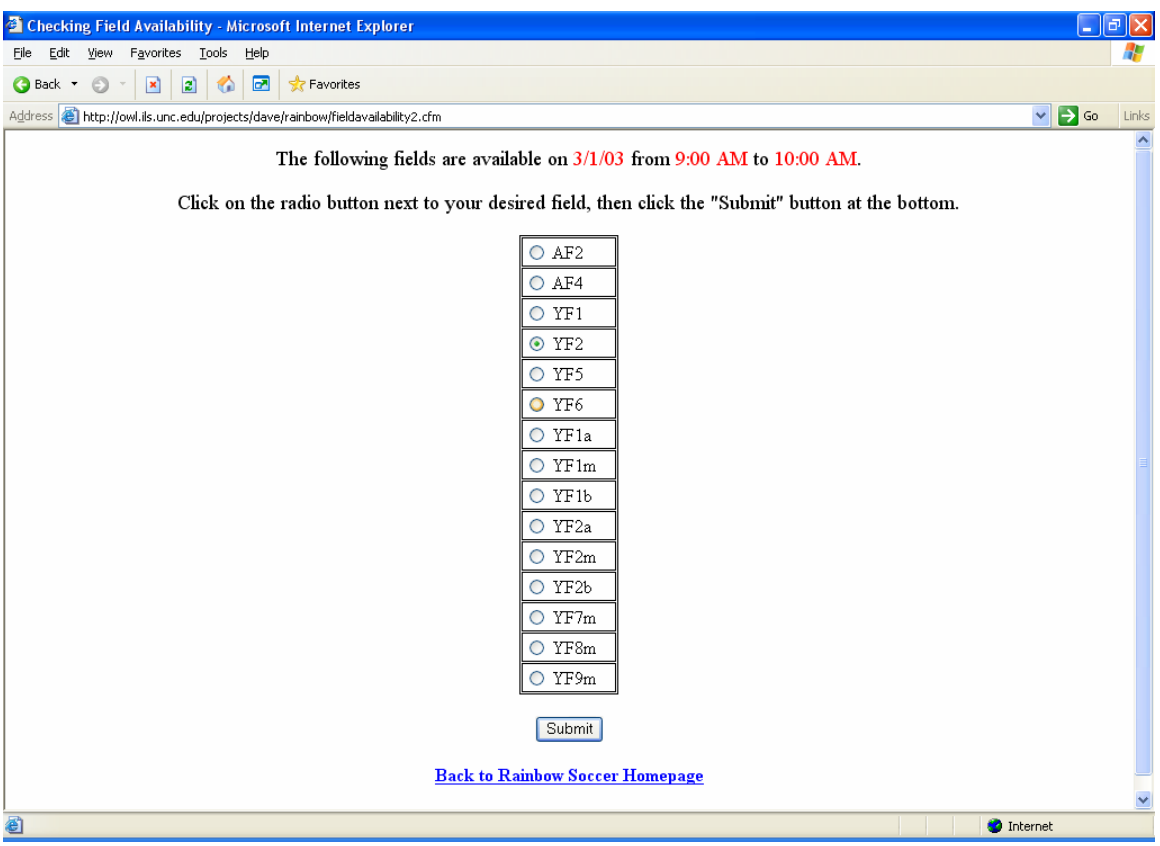 Checking Field Availability - Microsoft Internet Explorer
File Edit View Favorites Tools Help
Back Favorites
Address http://owl.ils.unc.edu/projects/dave/rainbow/fieldavailability2.cfm Go Links
The following fields are available on 3/1/03 from 9:00 AM to 10:00 AM.
Click on the radio button next to your desired field, then click the "Submit" button at the bottom.
AF2
AF4
YF1
YF2
YF5
YF6
YF1a
YF1m
YF1b
YF2a
YF2m
YF2b
YF7m
YF8m
YF9m
Submit
Back to Rainbow Soccer Homepage
Internet